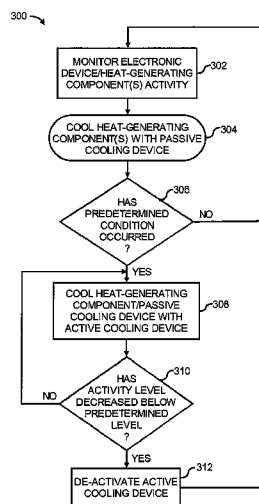 300
MONITOR ELECTRONIC
DEVICE/HEAT-GENERATING
COMPONENT(S) ACTIVITY
302
COOL HEAT-GENERATING
COMPONENT(S) WITH PASSIVE
COOLING DEVICE
304
306
HAS
PREDETERMINED
CONDITION
OCCURRED
?
NO
YES
COOL HEAT-GENERATING
COMPONENT/PASSIVE
COOLING DEVICE WITH
ACTIVE COOLING DEVICE
308
310
HAS
ACTIVITY LEVEL
DECREASED BELOW
PREDETERMINED
LEVEL
?
NO
YES
312
DE-ACTIVATE ACTIVE
COOLING DEVICE